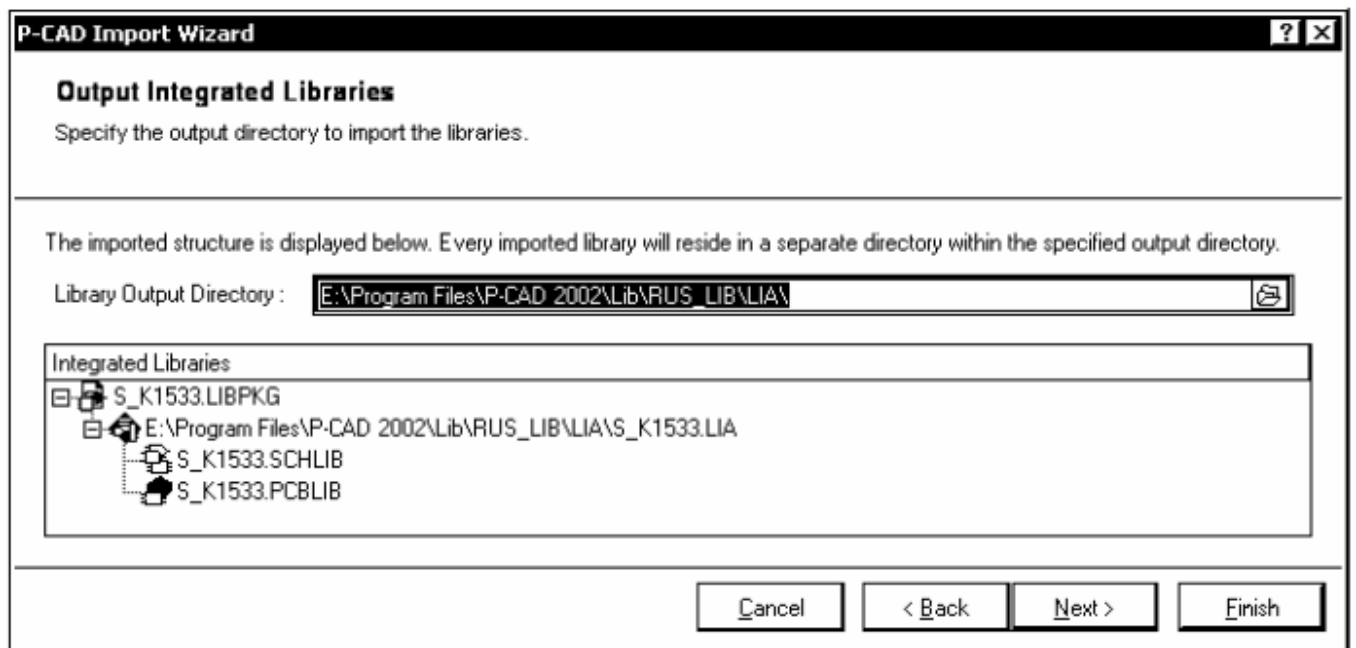 P-CAD Import Wizard
Output Integrated Libraries
Specify the output directory to import the libraries.
The imported structure is displayed below. Every imported library will reside in a separate directory within the specified output directory.
Library Output Directory : E:\Program Files\P-CAD 2002\Lib\RUS_LIB\LIA\
Integrated Libraries
S_K1533.LIBPKG
E:\Program Files\P-CAD 2002\Lib\RUS_LIB\LIA\S_K1533.LIA
S_K1533.SCHLIB
S_K1533.PCBLIB
Cancel < Back Next > Finish